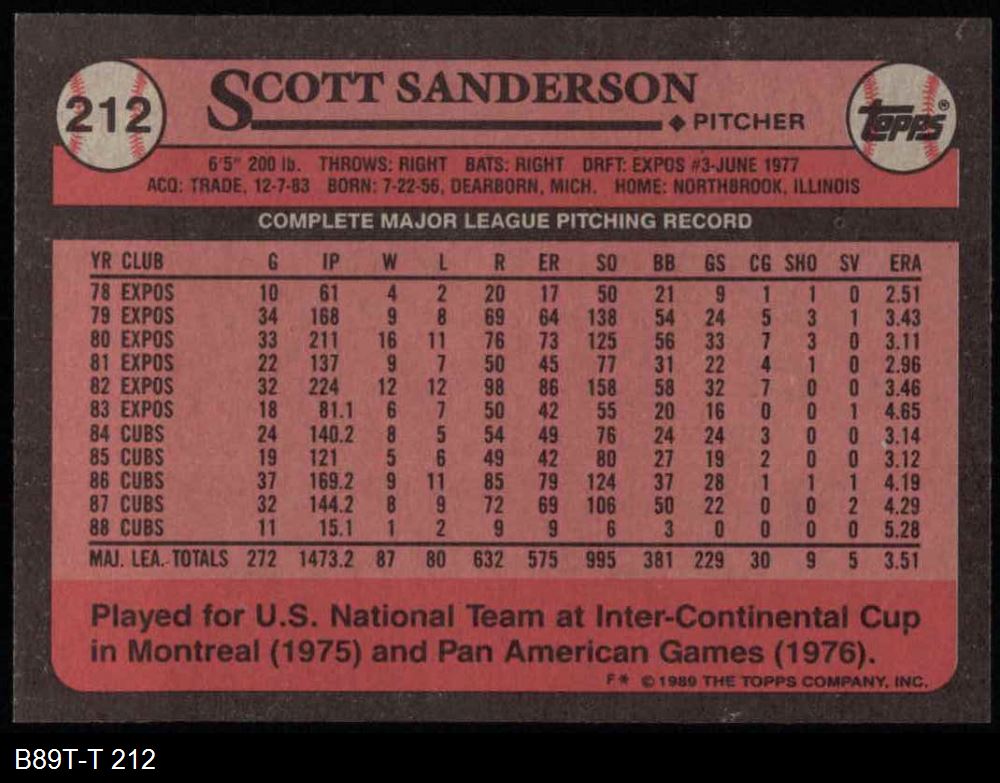 212
SCOTT SANDERSON
◆ PITCHER
TOPPS®
6'5" 200 lb. THROWS: RIGHT BATS: RIGHT DRFT: EXPOS #3-JUNE 1977
ACQ: TRADE, 12-7-83 BORN: 7-22-56, DEARBORN, MICH. HOME: NORTHBROOK, ILLINOIS
COMPLETE MAJOR LEAGUE PITCHING RECORD
YR CLUB G IP W L R ER SO BB GS CG SHO SV ERA
78 EXPOS 10 61 4 2 20 17 50 21 9 1 1 0 2.51
79 EXPOS 34 168 9 8 69 64 138 54 24 5 3 1 3.43
80 EXPOS 33 211 16 11 76 73 125 56 33 7 3 0 3.11
81 EXPOS 22 137 9 7 50 45 77 31 22 4 1 0 2.96
82 EXPOS 32 224 12 12 98 86 158 58 32 7 0 0 3.46
83 EXPOS 18 81.1 6 7 50 42 55 20 16 0 0 1 4.65
84 CUBS 24 140.2 8 5 54 49 76 24 24 3 0 0 3.14
85 CUBS 19 121 5 6 49 42 80 27 19 2 0 0 3.12
86 CUBS 37 169.2 9 11 85 79 124 37 28 1 1 1 4.19
87 CUBS 32 144.2 8 9 72 69 106 50 22 0 0 2 4.29
88 CUBS 11 15.1 1 2 9 9 6 3 0 0 0 0 5.28
MAJ. LEA. TOTALS 272 1473.2 87 80 632 575 995 381 229 30 9 5 3.51
Played for U.S. National Team at Inter-Continental Cup
in Montreal (1975) and Pan American Games (1976).
F* © 1989 THE TOPPS COMPANY, INC.
B89T-T 212